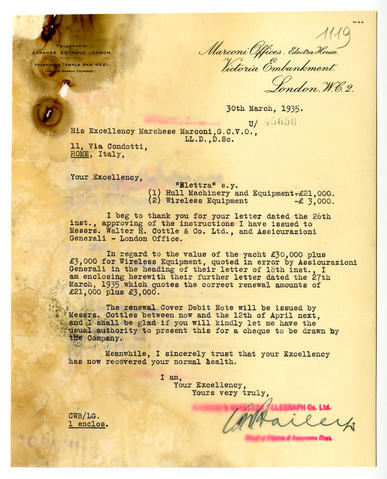 1119
TELEGRAMS
EXPANSE ESTRAND LONDON.
TELEPHONE TEMPLE BAR 4321.
Marconi Offices, Electra House,
Victoria Embankment,
London, W.C.2.
30th March, 1935.
U/ 45650
His Excellency Marchese Marconi, G.C.V.O.,
LL.D., D.Sc.
11, Via Condotti,
ROME, Italy,
Your Excellency,
"Elettra" s.y.
(1) Hull Machinery and Equipment-£21,000.
(2) Wireless Equipment -£ 3,000.
I beg to thank you for your letter dated the 26th
inst., approving of the instructions I have issued to
Messrs. Walter H. Cottle & Co. Ltd., and Assicurazioni
Generali - London Office.
In regard to the value of the yacht £30,000 plus
£3,000 for Wireless Equipment, quoted in error by Assicurazioni
Generali in the heading of their letter of 18th inst., I
am enclosing herewith their further letter dated the 27th
March, 1935 which quotes the correct renewal amounts of
£21,000 plus £3,000.
The renewal Cover Debit Note will be issued by
Messrs. Cottles between now and the 12th of April next,
and I shall be glad if you will kindly let me have the
usual authority to present this for a cheque to be drawn by
the Company.
Meanwhile, I sincerely trust that your Excellency
has now recovered your normal health.
I am,
Your Excellency,
Yours very truly,
MARCONI'S WIRELESS TELEGRAPH Co. Ltd.
CWB/LG.
1 enclos.
Chief of Claims & Insurance Dept.